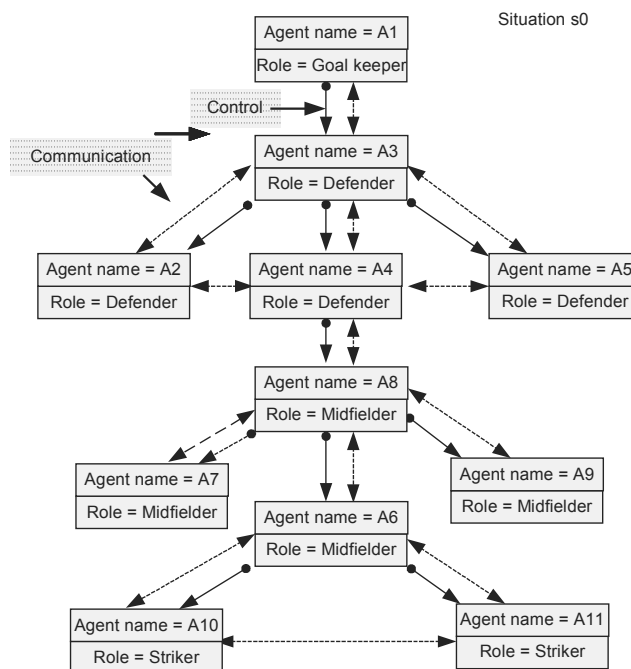 Situation s0
Agent name = A1
Role = Goal keeper
Control
Communication
Agent name = A3
Role = Defender
Agent name = A2
Role = Defender
Agent name = A4
Role = Defender
Agent name = A5
Role = Defender
Agent name = A8
Role = Midfielder
Agent name = A7
Role = Midfielder
Agent name = A9
Role = Midfielder
Agent name = A6
Role = Midfielder
Agent name = A10
Role = Striker
Agent name = A11
Role = Striker